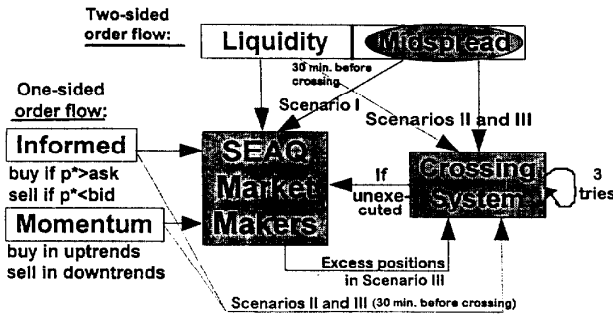 Two-sided
order flow:
Liquidity
Midspread
30 min. before
crossing
Scenario I
Scenarios II and III
One-sided
order flow:
Informed
buy if p*>ask
sell if p*<bid
Momentum
buy in uptrends
sell in downtrends
SEAQ
Market
Makers
If
unexe-
cuted
Crossing
System
3
tries
Excess positions
in Scenario III
Scenarios II and III (30 min. before crossing)